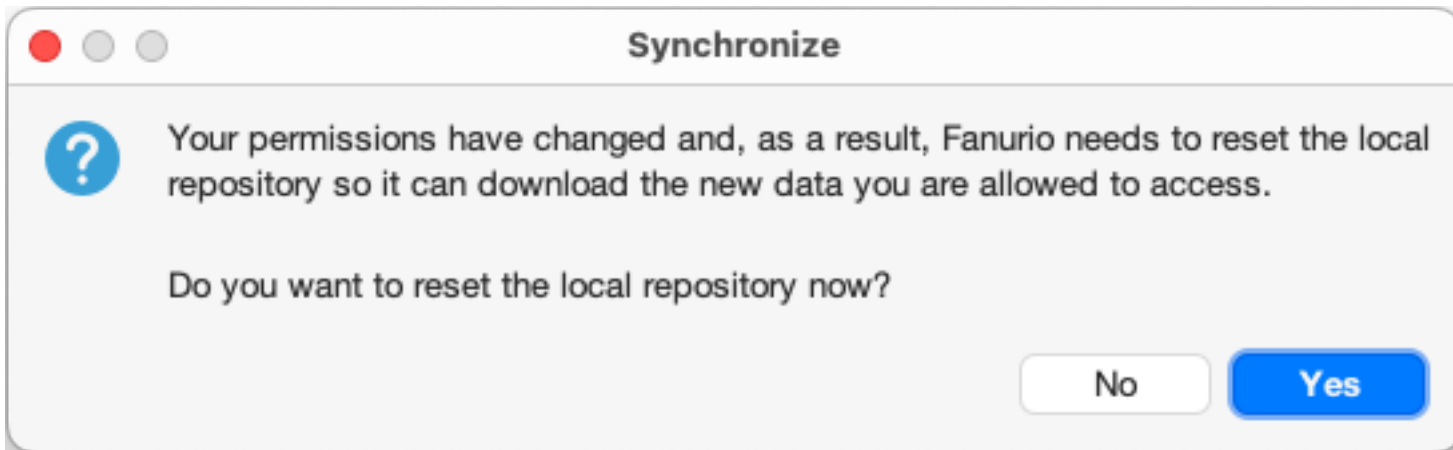 Synchronize
Your permissions have changed and, as a result, Fanurio needs to reset the local
repository so it can download the new data you are allowed to access.
Do you want to reset the local repository now?
No
Yes